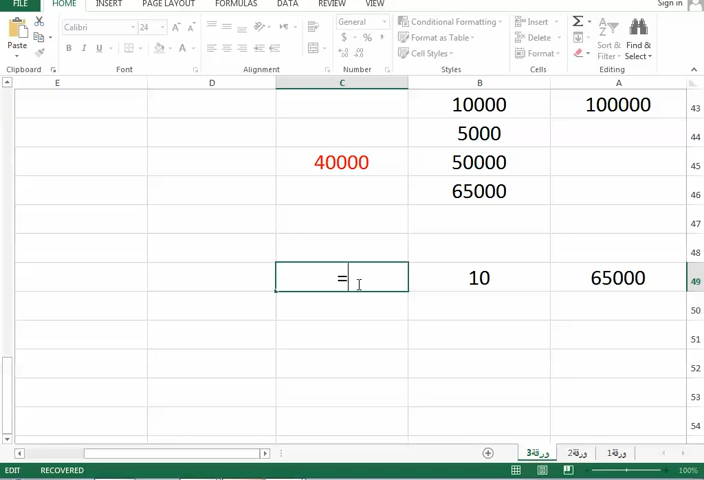 FILE HOME INSERT PAGE LAYOUT FORMULAS DATA REVIEW VIEW Sign in
Calibri 24 General Conditional Formatting Insert
Paste B I U A $ % , Format as Table Delete Sort & Find &
Cell Styles Format Filter Select
Clipboard Font Alignment Number Styles Cells Editing
E D C B A
10000 100000 43
5000 44
40000 50000 45
65000 46
47
48
= 10 65000 49
50
51
52
53
54
ورقة3 ورقة2 ورقة1
EDIT RECOVERED 100%